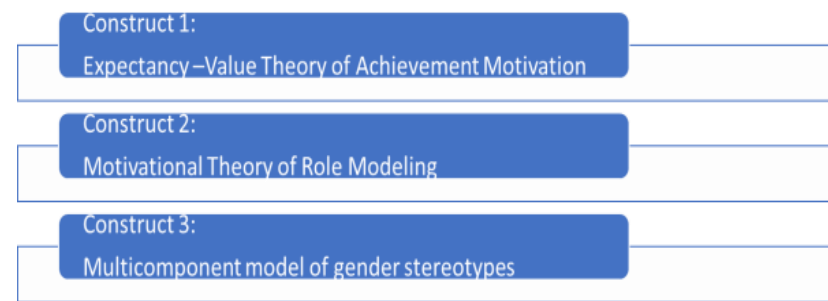 Construct 1:
Expectancy –Value Theory of Achievement Motivation
Construct 2:
Motivational Theory of Role Modeling
Construct 3:
Multicomponent model of gender stereotypes